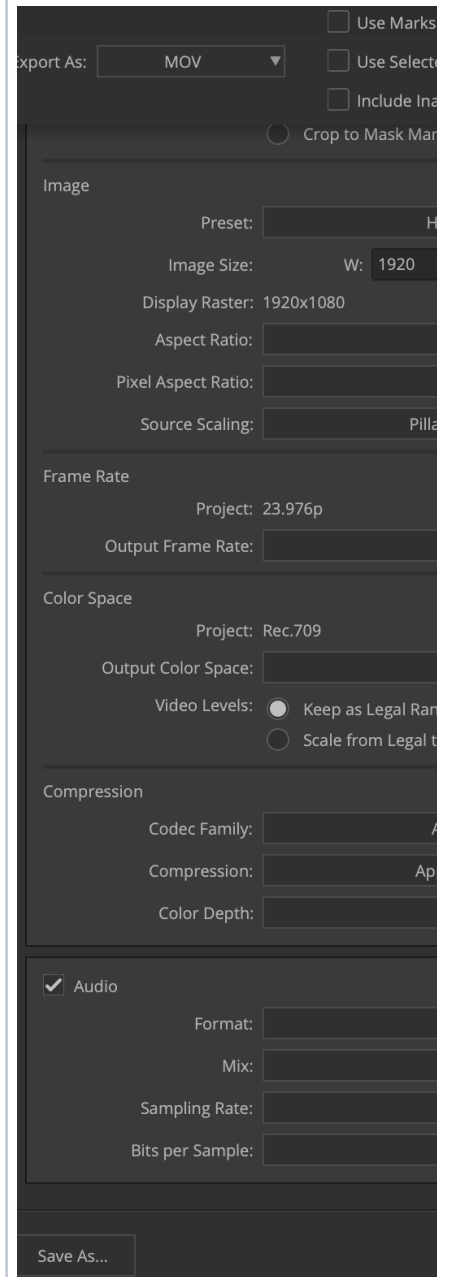 Use Marks
Export As: MOV
Use Selecte
Include Ina
Crop to Mask Mar
Image
Preset: H
Image Size: W: 1920
Display Raster: 1920x1080
Aspect Ratio:
Pixel Aspect Ratio:
Source Scaling: Pilla
Frame Rate
Project: 23.976p
Output Frame Rate:
Color Space
Project: Rec.709
Output Color Space:
Video Levels: Keep as Legal Ran
Scale from Legal t
Compression
Codec Family: A
Compression: Ap
Color Depth:
Audio
Format:
Mix:
Sampling Rate:
Bits per Sample:
Save As...